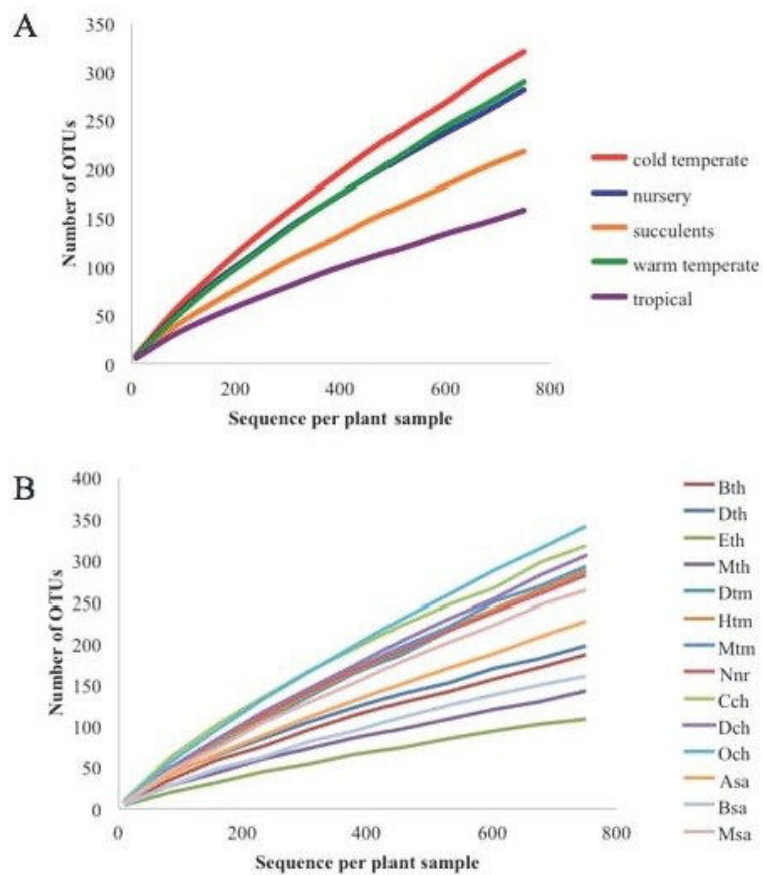 A
350
300
250
200
150
100
50
0
Number of OTUs
0 200 400 600 800
Sequence per plant sample
cold temperate
nursery
succulents
warm temperate
tropical
B
400
350
300
250
200
150
100
50
0
Number of OTUs
0 200 400 600 800
Sequence per plant sample
Bth
Dth
Eth
Mth
Dtm
Htm
Mtm
Nnr
Cch
Dch
Och
Asa
Bsa
Msa